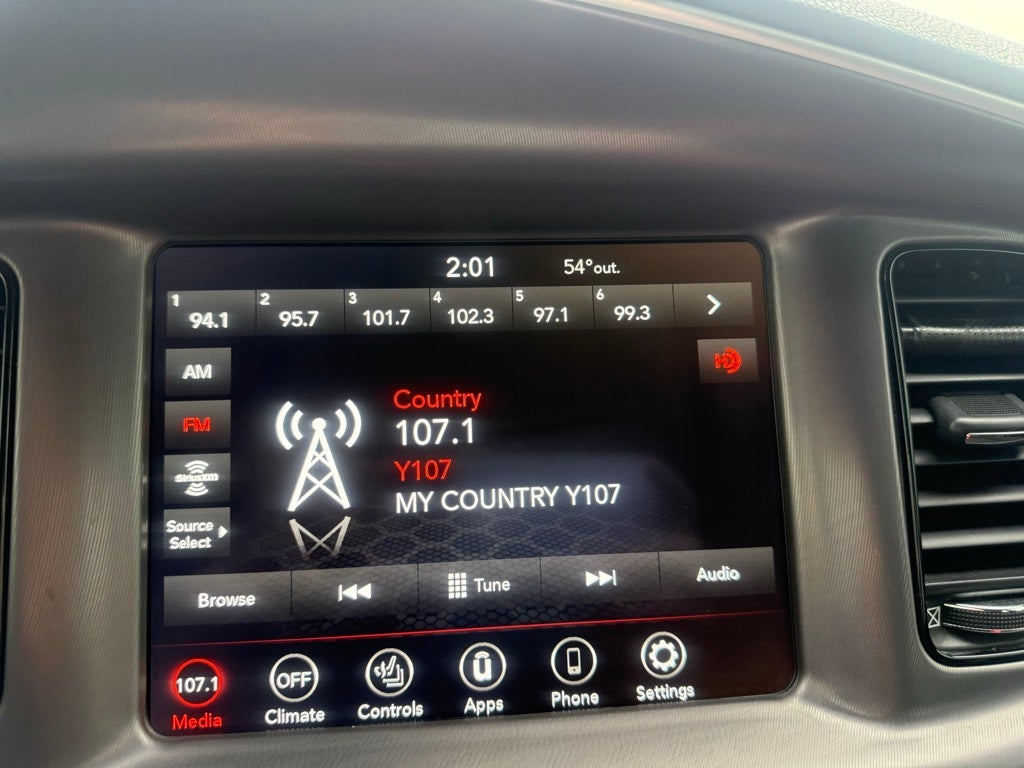 2:01 54°out.
1 94.1 2 95.7 3 101.7 4 102.3 5 97.1 6 99.3
HD
AM
FM
SiriusXM
Source
Select
Country
107.1
Y107
MY COUNTRY Y107
Browse Tune Audio
107.1 OFF
Media Climate Controls Apps Phone Settings